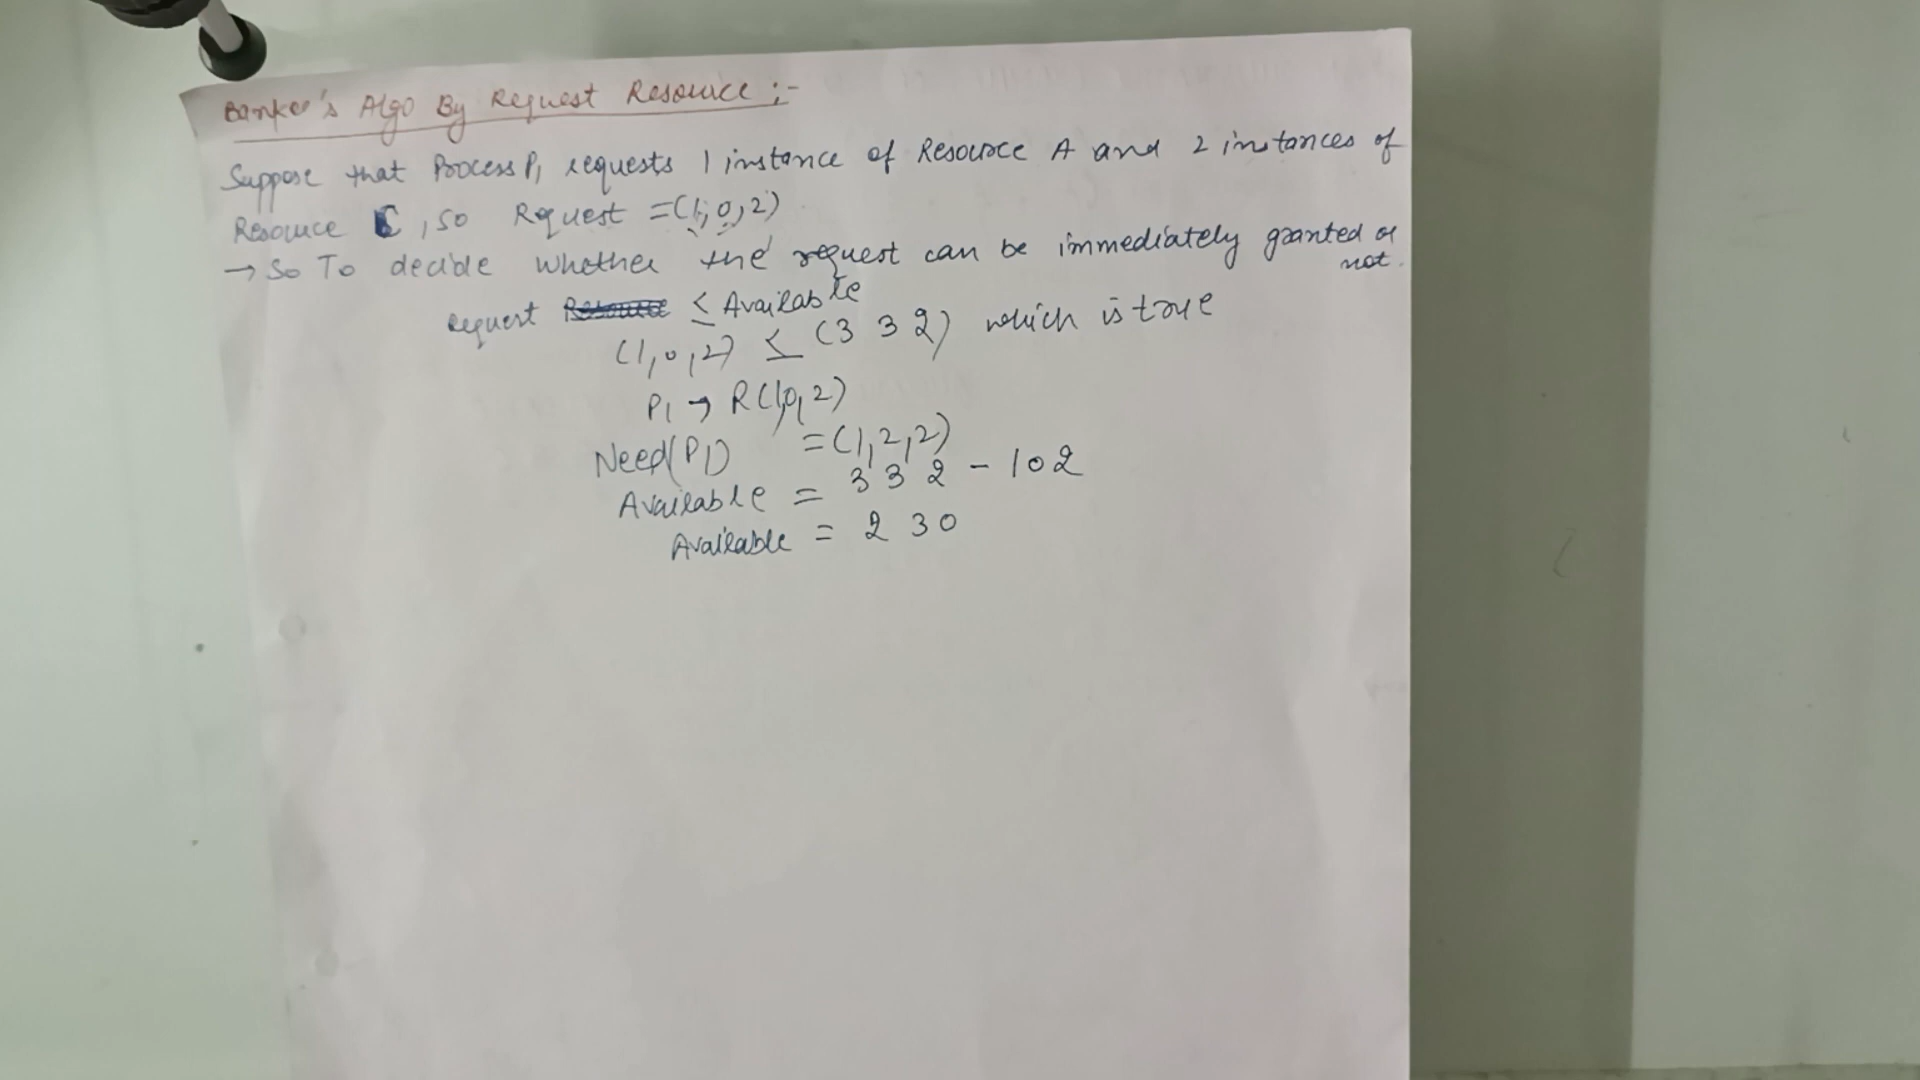 Banker's Algo By Request Resource :-
Suppose that Process P1 requests 1 instance of Resource A and 2 instances of
Resource C, so Request = (1,0,2)
→ So To decide whether the request can be immediately granted or
not.
request ≤ Available
(1,0,2) ≤ (3 3 2) which is true
P1 → R(1,0,2)
Need(P1) = (1,2,2)
Available = 3 3 2 - 102
Available = 2 3 0